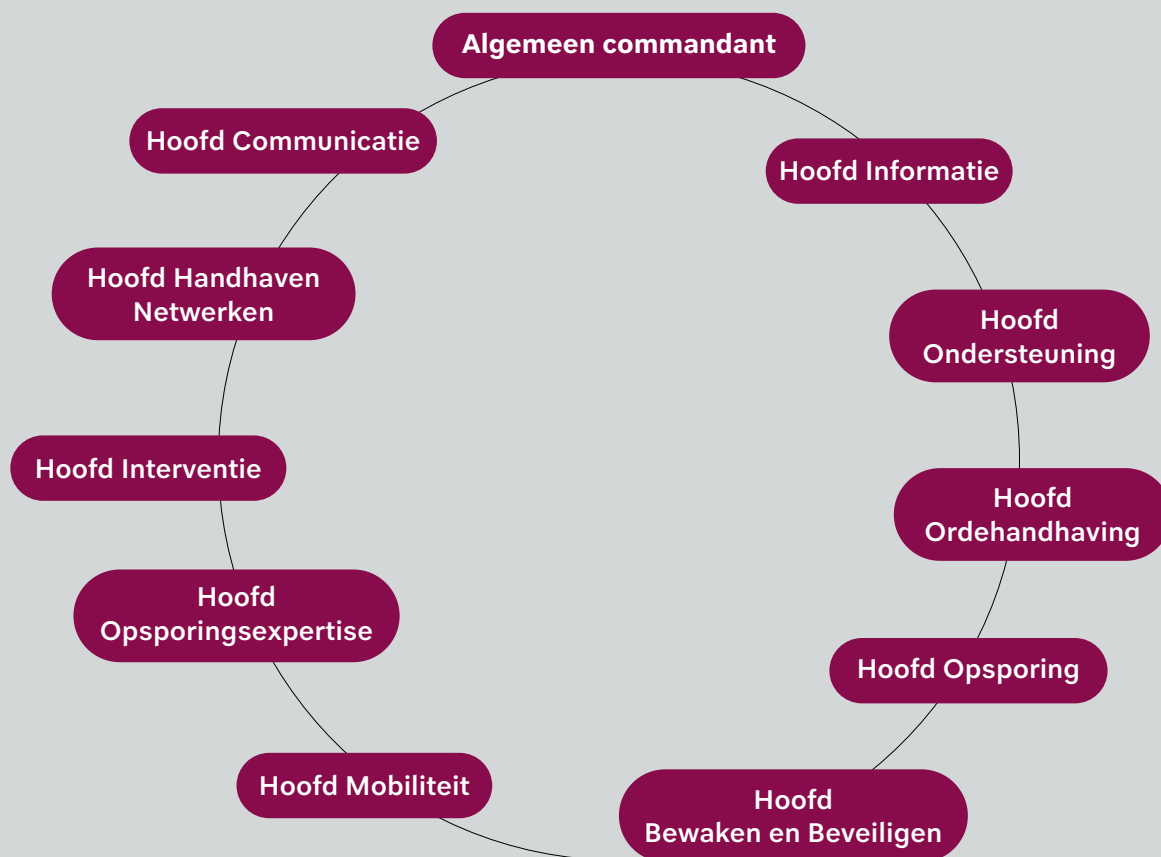 Algemeen commandant
Hoofd Communicatie
Hoofd Informatie
Hoofd Handhaven
Netwerken
Hoofd
Ondersteuning
Hoofd Interventie
Hoofd
Ordehandhaving
Hoofd
Opsporingsexpertise
Hoofd Opsporing
Hoofd Mobiliteit
Hoofd
Bewaken en Beveiligen